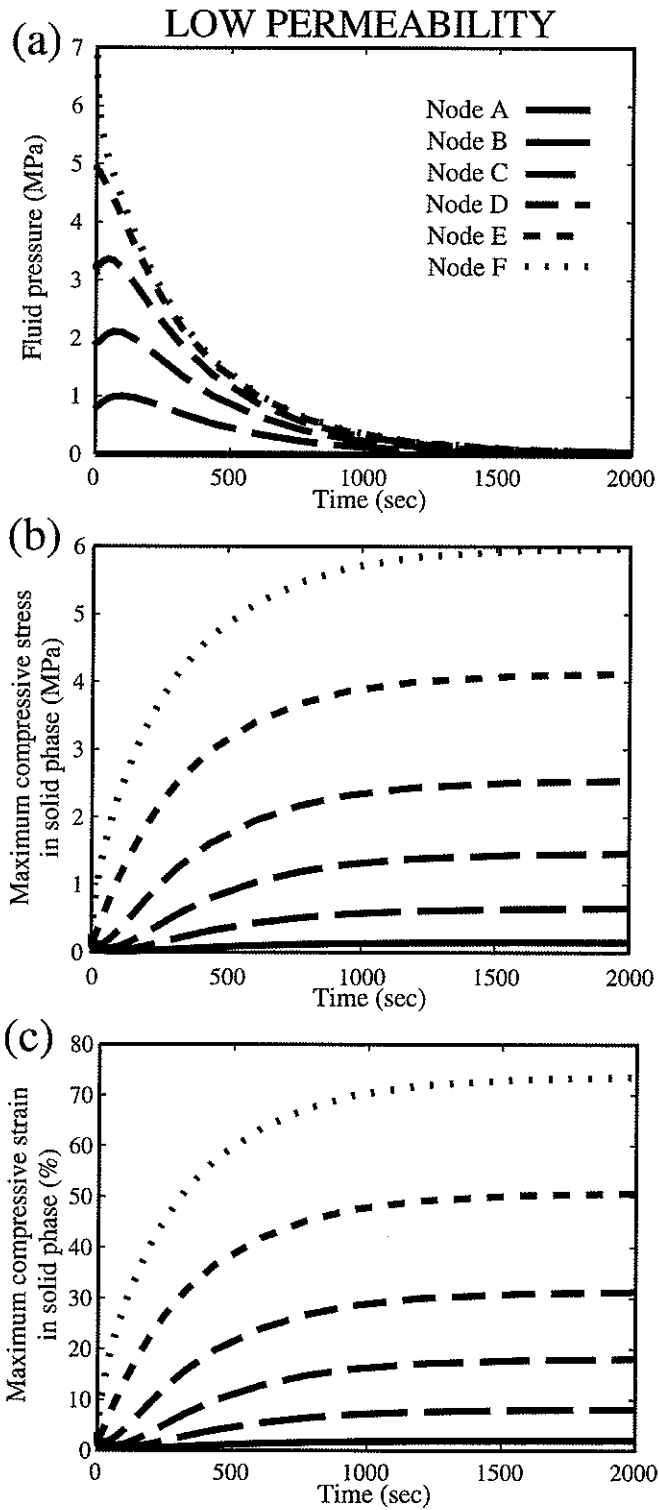 LOW PERMEABILITY
(a)
7
6
5
4
3
2
1
0
Fluid pressure (MPa)
Node A
Node B
Node C
Node D
Node E
Node F
0 500 1000 1500 2000
Time (sec)
(b)
6
5
4
3
2
1
0
Maximum compressive stress
in solid phase (MPa)
0 500 1000 1500 2000
Time (sec)
(c)
80
70
60
50
40
30
20
10
0
Maximum compressive strain
in solid phase (%)
0 500 1000 1500 2000
Time (sec)